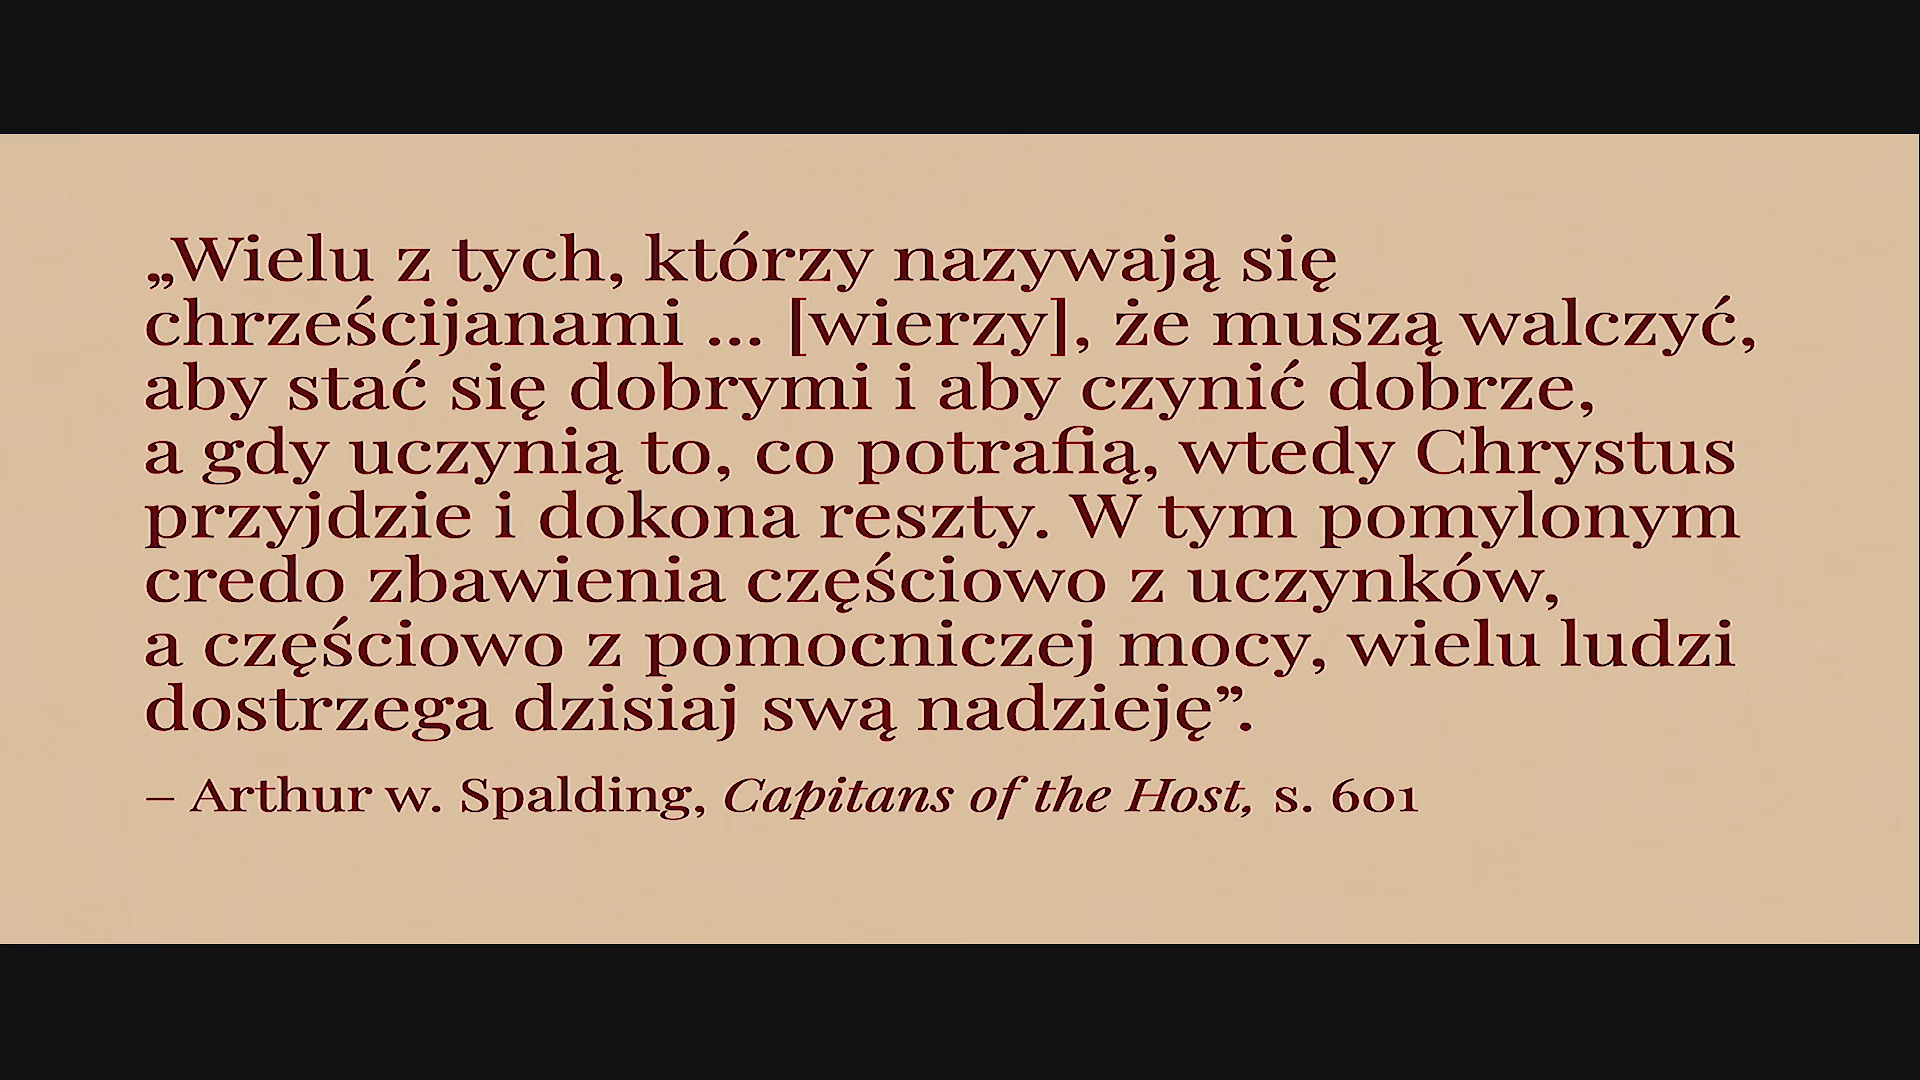 „Wielu z tych, którzy nazywają się
chrześcijanami ... [wierzy], że muszą walczyć,
aby stać się dobrymi i aby czynić dobrze,
a gdy uczynią to, co potrafią, wtedy Chrystus
przyjdzie i dokona reszty. W tym pomylonym
credo zbawienia częściowo z uczynków,
a częściowo z pomocniczej mocy, wielu ludzi
dostrzega dzisiaj swą nadzieję”.
– Arthur w. Spalding, Capitans of the Host, s. 601